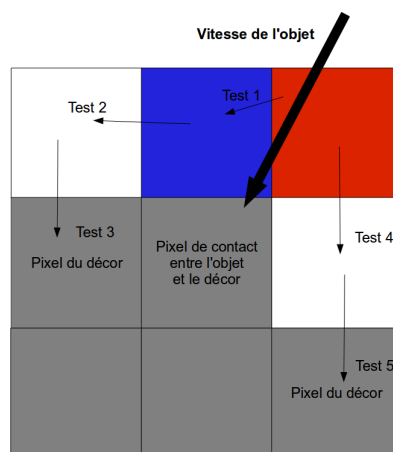 Vitesse de l'objet
Test 1
Test 2
Test 3
Pixel du décor
Pixel de contact
entre l'objet
et le décor
Test 4
Test 5
Pixel du décor